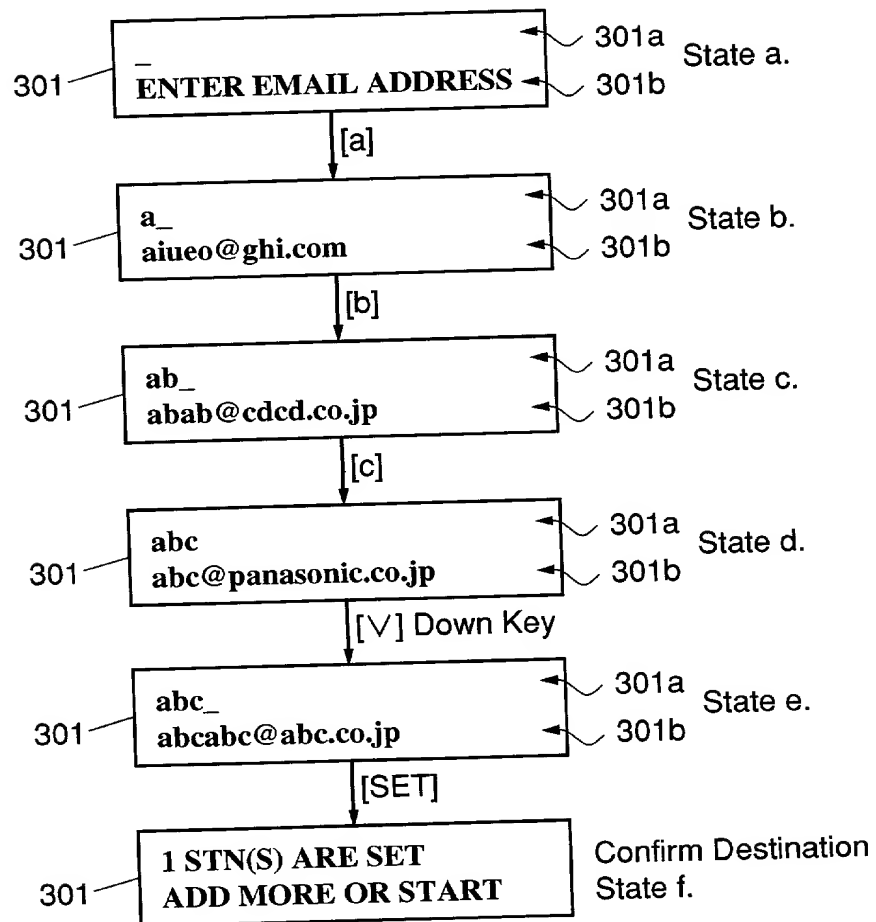 _
301a
State a.
301
ENTER EMAIL ADDRESS
301b
[a]
a_
301a
State b.
301
aiueo@ghi.com
301b
[b]
ab_
301a
State c.
301
abab@cdcd.co.jp
301b
[c]
abc
301a
State d.
301
abc@panasonic.co.jp
301b
[∨] Down Key
abc_
301a
State e.
301
abcabc@abc.co.jp
301b
[SET]
1 STN(S) ARE SET
Confirm Destination
301
ADD MORE OR START
State f.